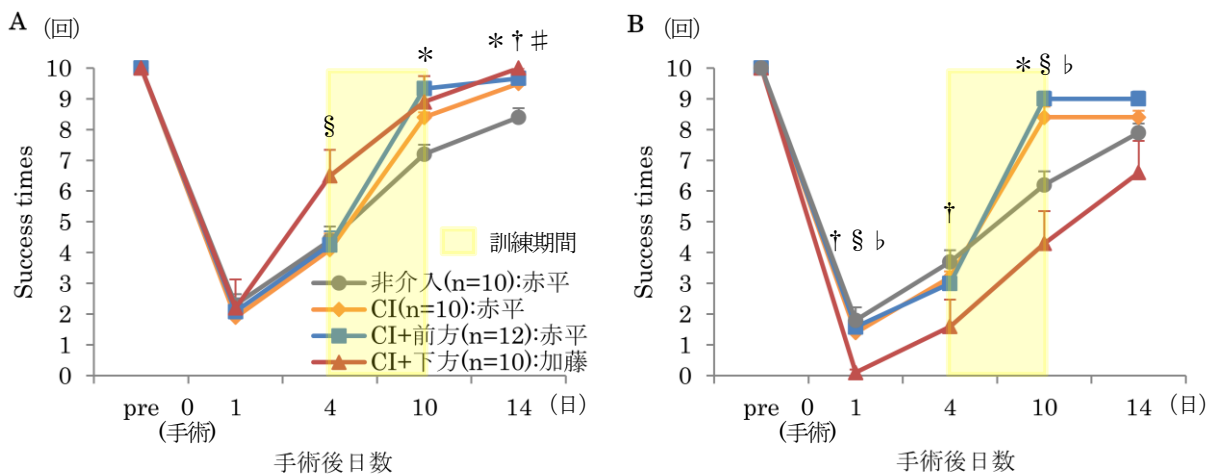 A (回)
* * † ♯
§
10
9
8
7
6
5
4
3
2
1
0
Success times
訓練期間
非介入(n=10):赤平
CI(n=10):赤平
CI+前方(n=12):赤平
CI+下方(n=10):加藤
pre 0 1 4 10 14 (日)
(手術)
手術後日数
B (回)
* § ♭
†
† § ♭
10
9
8
7
6
5
4
3
2
1
0
Success times
pre 0 1 4 10 14 (日)
(手術)
手術後日数